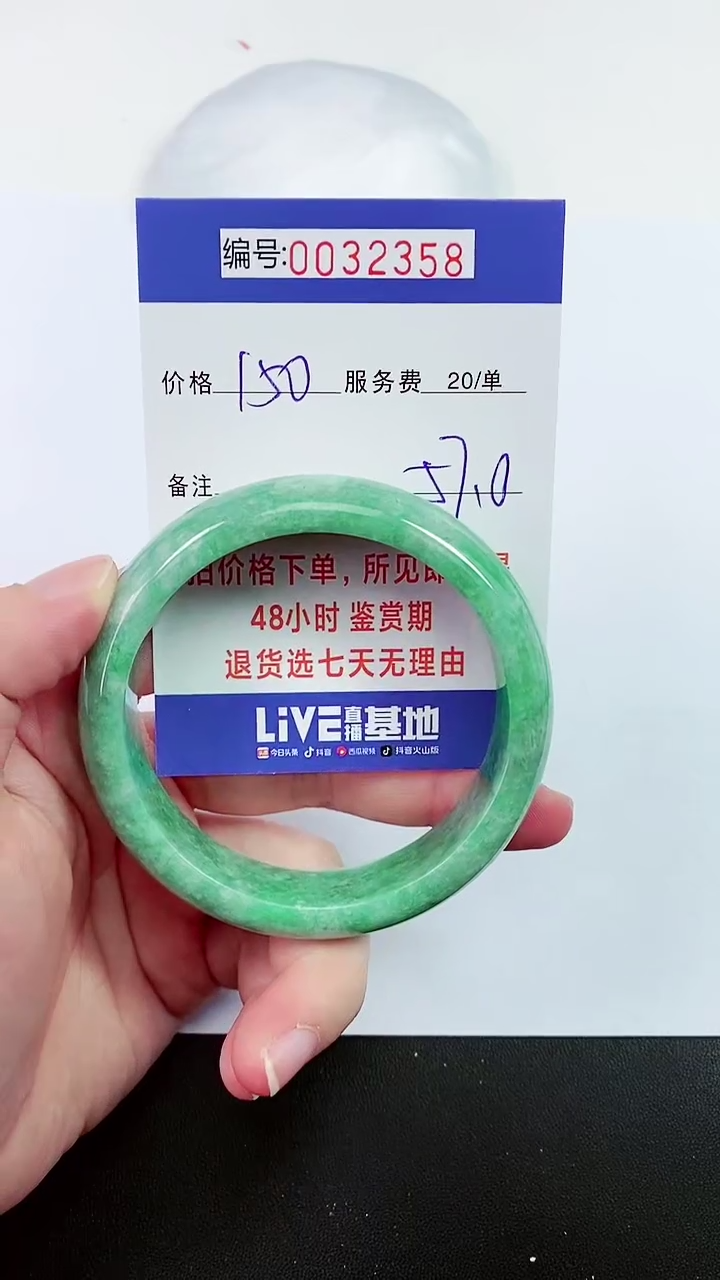 编号:0032358
价格 150 服务费 20/单
备注 57.0
拍价格下单，所见即
48小时 鉴赏期
退货选七天无理由
LiVE直播基地
今日头条 抖音 西瓜视频 抖音火山版